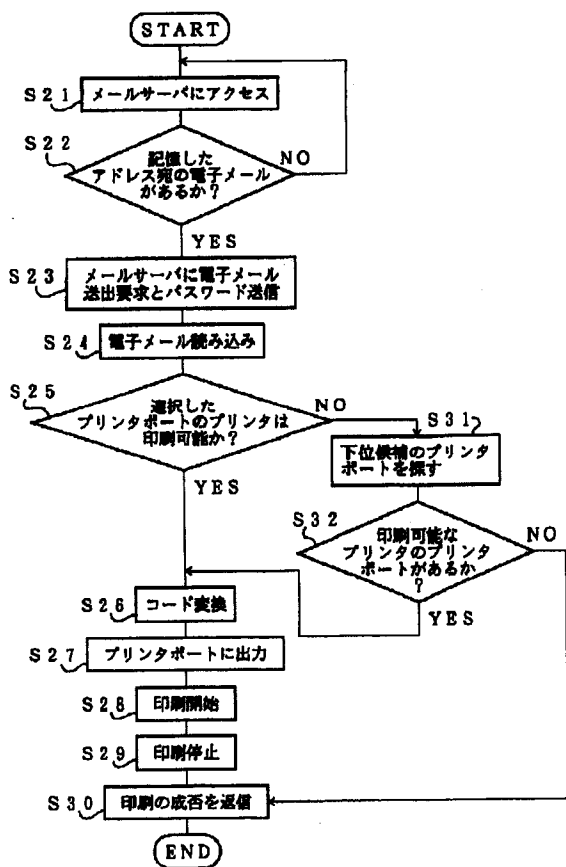 START
S21
メールサーバにアクセス
S22
記憶した
アドレス宛の電子メール
があるか?
NO
YES
S23
メールサーバに電子メール
送出要求とパスワード送信
S24
電子メール読み込み
S25
選択した
プリンタポートのプリンタは
印刷可能か?
NO
YES
S31
下位候補のプリンタ
ポートを探す
S32
印刷可能な
プリンタのプリンタ
ポートがあるか
?
NO
YES
S26
コード変換
S27
プリンタポートに出力
S28
印刷開始
S29
印刷停止
S30
印刷の成否を返信
END